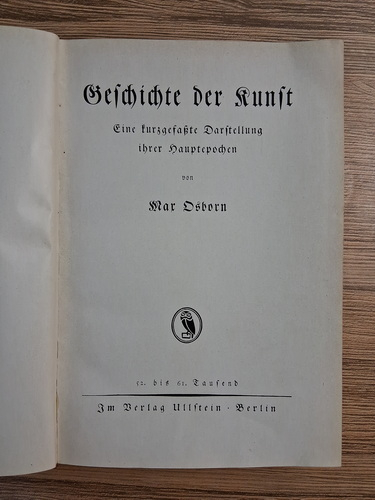 Geschichte der Kunst
Eine kurzgefaßte Darstellung
ihrer Hauptepochen
von
Max Osborn
bis Tausend
Im Verlag Ullstein · Berlin